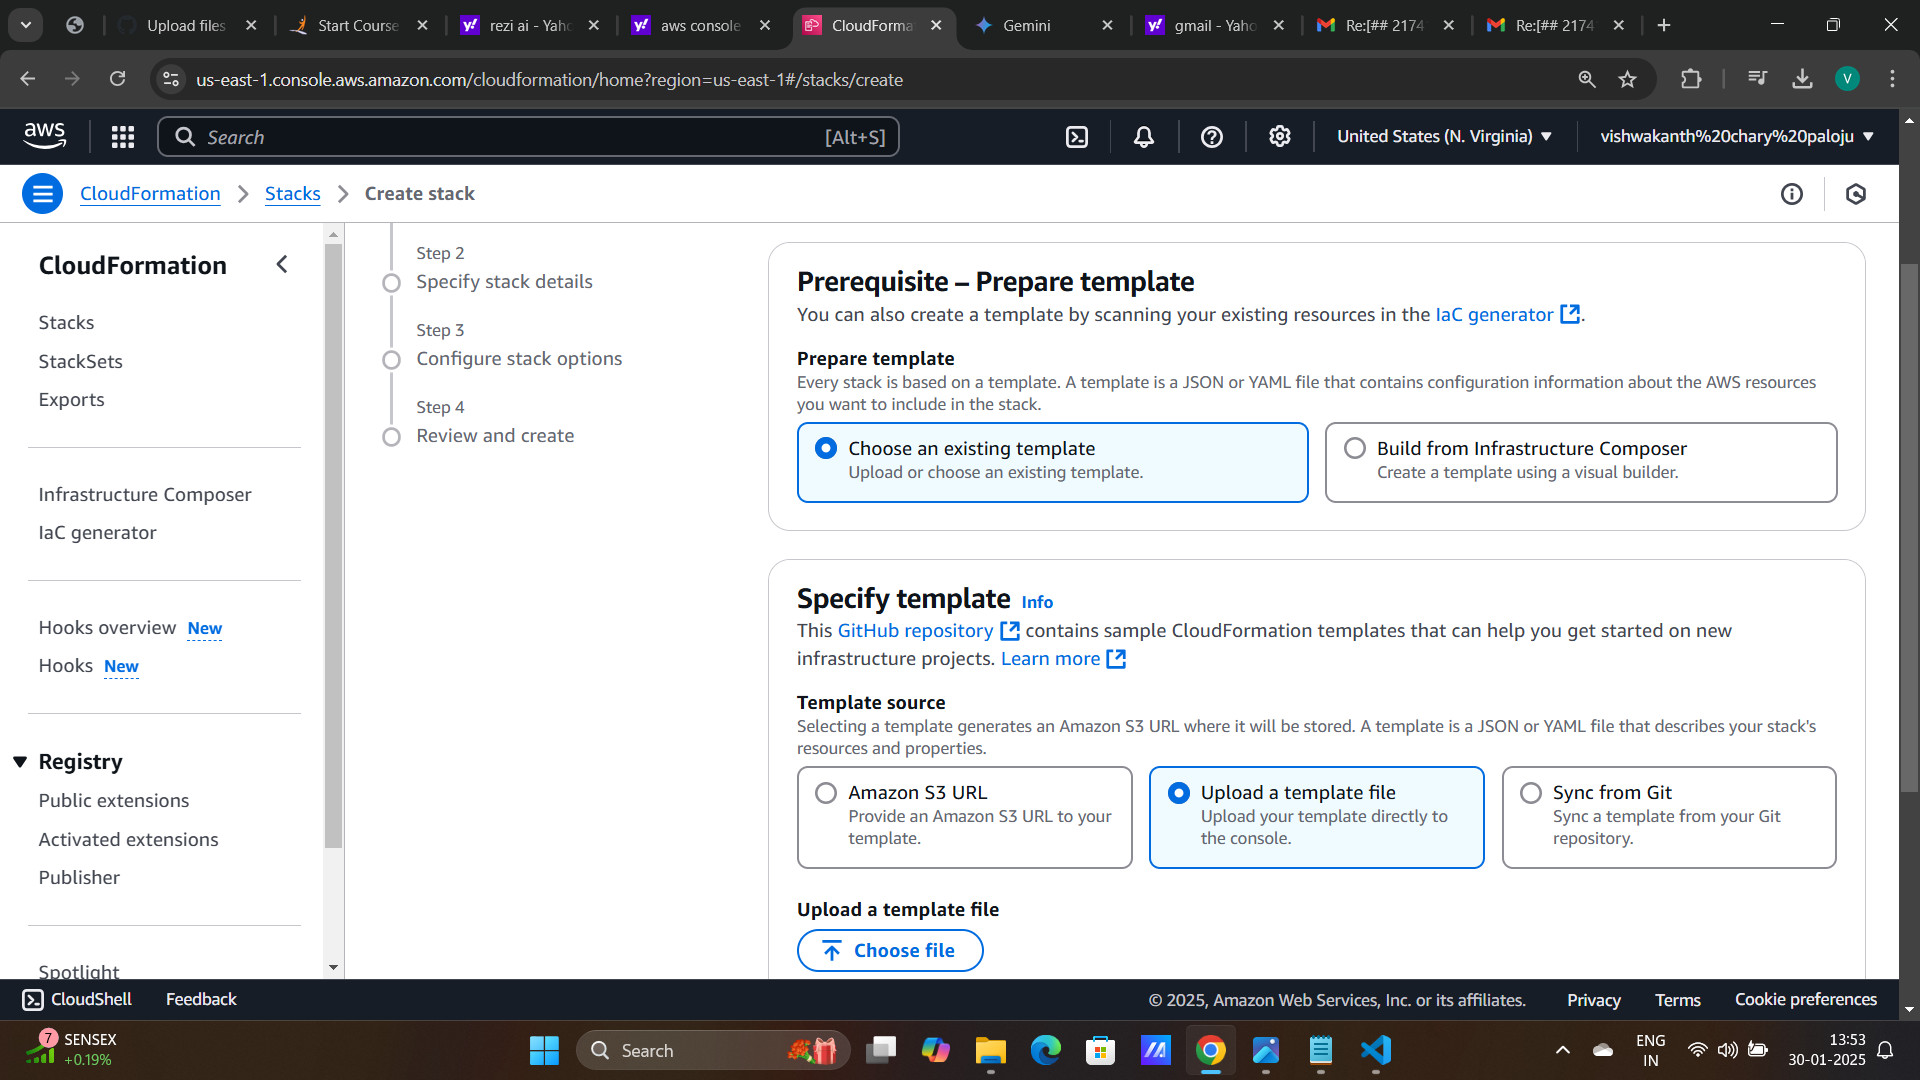 Upload files
Start Course
rezi ai - Yaho
aws console
CloudForma
Gemini
gmail - Yaho
Re:[## 2174
Re:[## 2174
us-east-1.console.aws.amazon.com/cloudformation/home?region=us-east-1#/stacks/create
V
aws
Search
[Alt+S]
United States (N. Virginia)
vishwakanth%20chary%20paloju
CloudFormation
Stacks
Create stack
CloudFormation
Stacks
StackSets
Exports
Infrastructure Composer
IaC generator
Hooks overview New
Hooks New
Registry
Public extensions
Activated extensions
Publisher
Spotlight
Step 2
Specify stack details
Step 3
Configure stack options
Step 4
Review and create
Prerequisite – Prepare template
You can also create a template by scanning your existing resources in the IaC generator.
Prepare template
Every stack is based on a template. A template is a JSON or YAML file that contains configuration information about the AWS resources
you want to include in the stack.
Choose an existing template
Upload or choose an existing template.
Build from Infrastructure Composer
Create a template using a visual builder.
Specify template Info
This GitHub repository contains sample CloudFormation templates that can help you get started on new
infrastructure projects. Learn more
Template source
Selecting a template generates an Amazon S3 URL where it will be stored. A template is a JSON or YAML file that describes your stack's
resources and properties.
Amazon S3 URL
Provide an Amazon S3 URL to your
template.
Upload a template file
Upload your template directly to
the console.
Sync from Git
Sync a template from your Git
repository.
Upload a template file
Choose file
CloudShell
Feedback
© 2025, Amazon Web Services, Inc. or its affiliates.
Privacy
Terms
Cookie preferences
7
SENSEX
+0.19%
Search
ENG
IN
13:53
30-01-2025